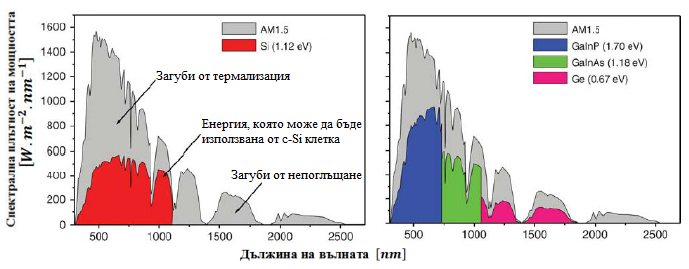 Спектрална плътност на мощността
[W.m⁻².nm⁻¹]
1600
1400
1200
1000
800
600
400
200
0
AM1.5
Si (1.12 eV)
Загуби от термализация
Енергия, която може да бъде
използвана от c-Si клетка
Загуби от непоглъщане
500
1000
1500
2000
2500
AM1.5
GaInP (1.70 eV)
GaInAs (1.18 eV)
Ge (0.67 eV)
500
1000
1500
2000
2500
Дължина на вълната [nm]